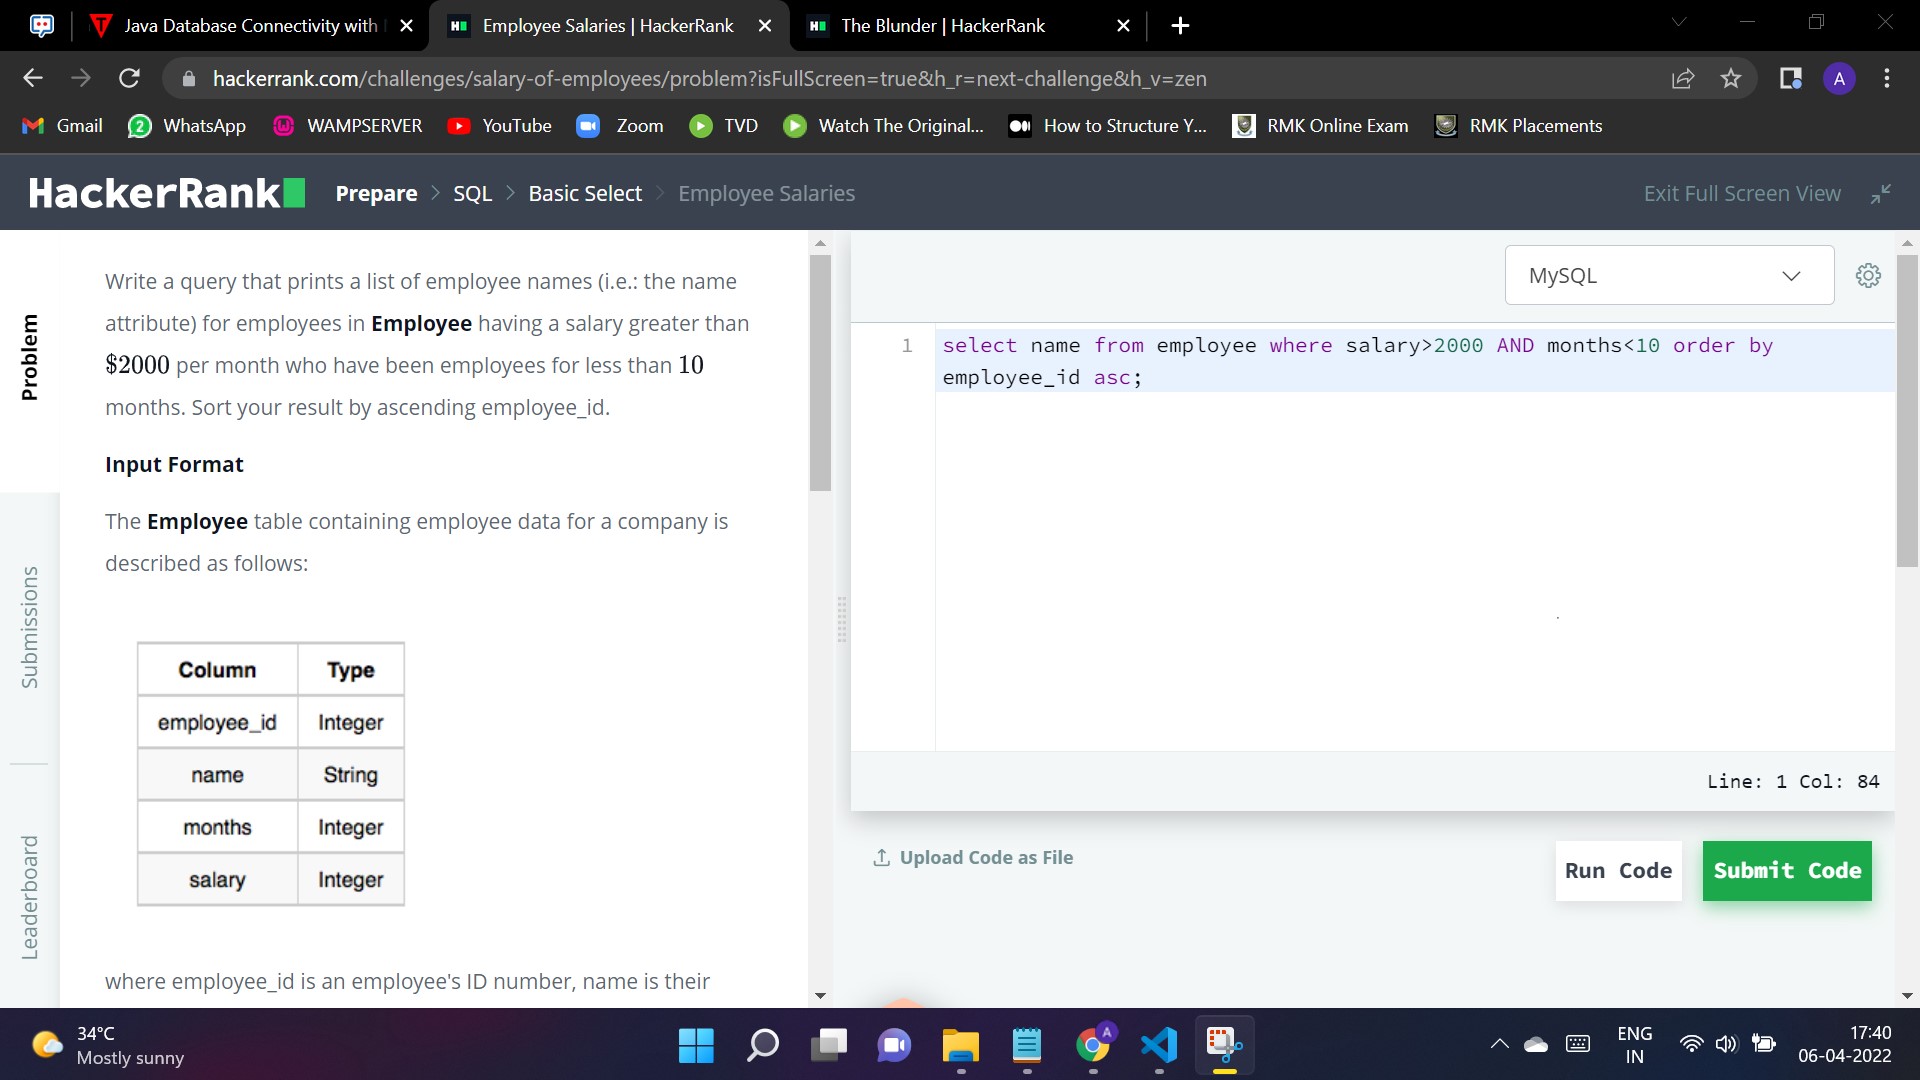 Java Database Connectivity with
Employee Salaries | HackerRank
The Blunder | HackerRank
hackerrank.com/challenges/salary-of-employees/problem?isFullScreen=true&h_r=next-challenge&h_v=zen
A
Gmail
2
WhatsApp
WAMPSERVER
YouTube
Zoom
TVD
Watch The Original...
How to Structure Y...
RMK Online Exam
RMK Placements
HackerRank
Prepare > SQL > Basic Select > Employee Salaries
Exit Full Screen View
Problem
Submissions
Leaderboard
Write a query that prints a list of employee names (i.e.: the name
attribute) for employees in Employee having a salary greater than
$2000 per month who have been employees for less than 10
months. Sort your result by ascending employee_id.
Input Format
The Employee table containing employee data for a company is
described as follows:
Column Type
employee_id Integer
name String
months Integer
salary Integer
where employee_id is an employee's ID number, name is their
MySQL
1 select name from employee where salary>2000 AND months<10 order by
employee_id asc;
Line: 1 Col: 84
Upload Code as File
Run Code
Submit Code
34°C
Mostly sunny
A
ENG
IN
17:40
06-04-2022